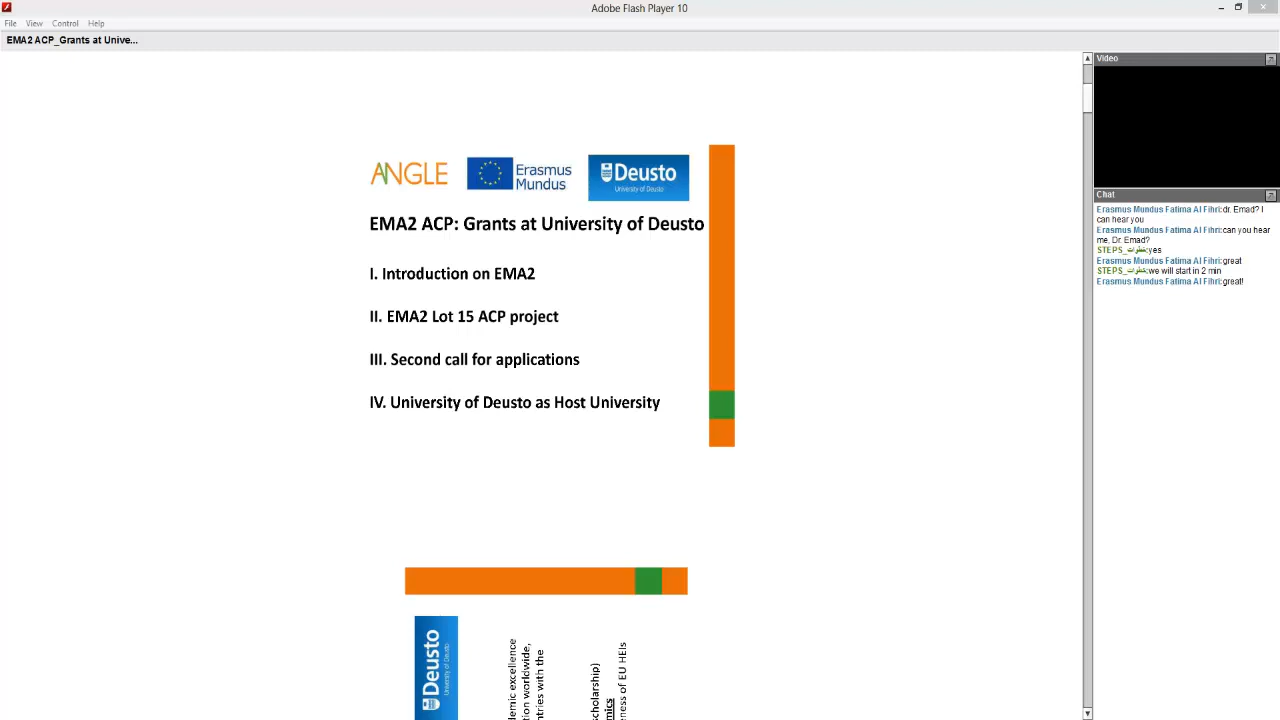 Adobe Flash Player 10
File View Control Help
EMA2 ACP_Grants at Unive...
ANGLE
Erasmus
Mundus
Deusto
University of Deusto
EMA2 ACP: Grants at University of Deusto
I. Introduction on EMA2
II. EMA2 Lot 15 ACP project
III. Second call for applications
IV. University of Deusto as Host University
Deusto
University of Deusto
demic excellence
tion worldwide,
ntries with the
scholarship)
mics
eness of EU HEIs
Video
Chat
Erasmus Mundus Fatima Al Fihri: dr. Emad? I
can hear you
Erasmus Mundus Fatima Al Fihri: can you hear
me, Dr. Emad?
STEPS_خطوات: yes
Erasmus Mundus Fatima Al Fihri: great
STEPS_خطوات: we will start in 2 min
Erasmus Mundus Fatima Al Fihri: great!